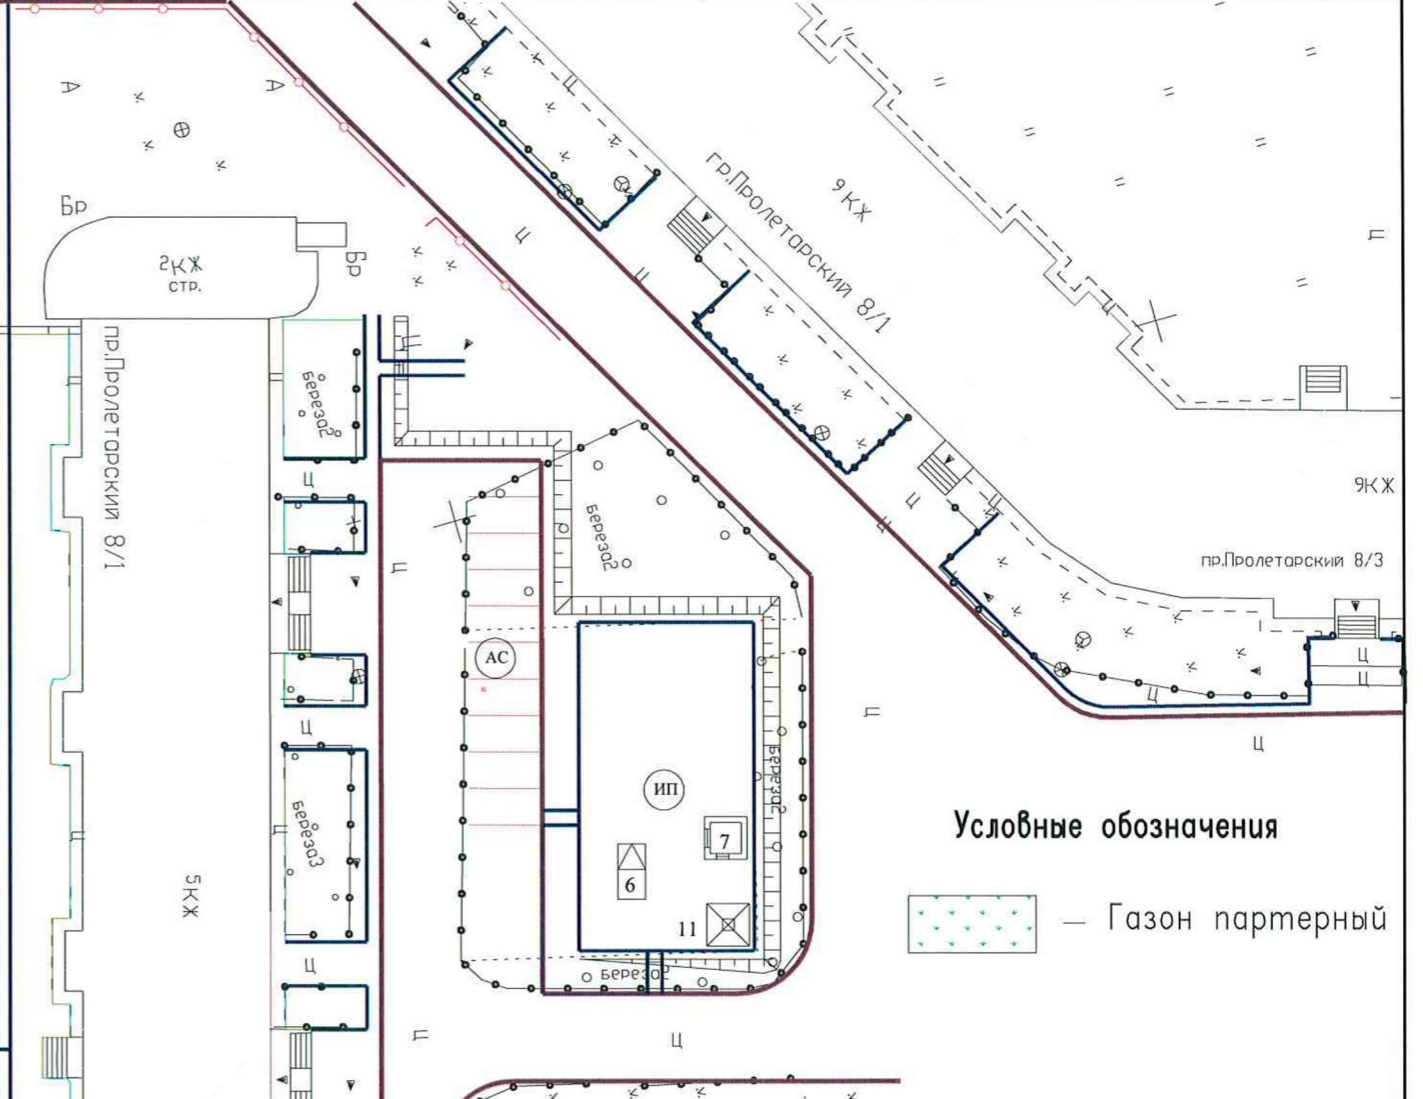 А
А
Бр
Бр
2КЖ
стр.
пр.Пролетарский 8/1
9КЖ
Ц
Ц
Ц
Ц
Ц
Ц
пр.Пролетарский 8/1
береза2
Ц
Ц
Ц
Ц
Ц
береза2
9КЖ
пр.Пролетарский 8/3
АС
Ц
Ц
Ц
Ц
Ц
Ц
береза2
ИП
береза3
7
6
11
Условные обозначения
— Газон партерный
5КЖ
Ц
береза2
Ц
Ц